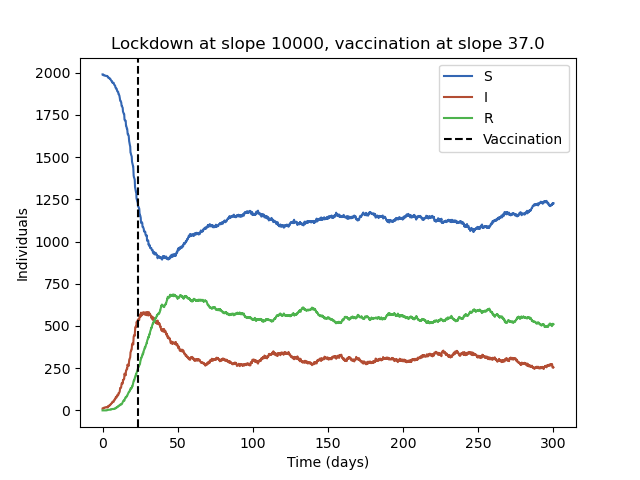 Lockdown at slope 10000, vaccination at slope 37.0
S
I
R
Vaccination
Individuals
2000
1750
1500
1250
1000
750
500
250
0
0 50 100 150 200 250 300
Time (days)